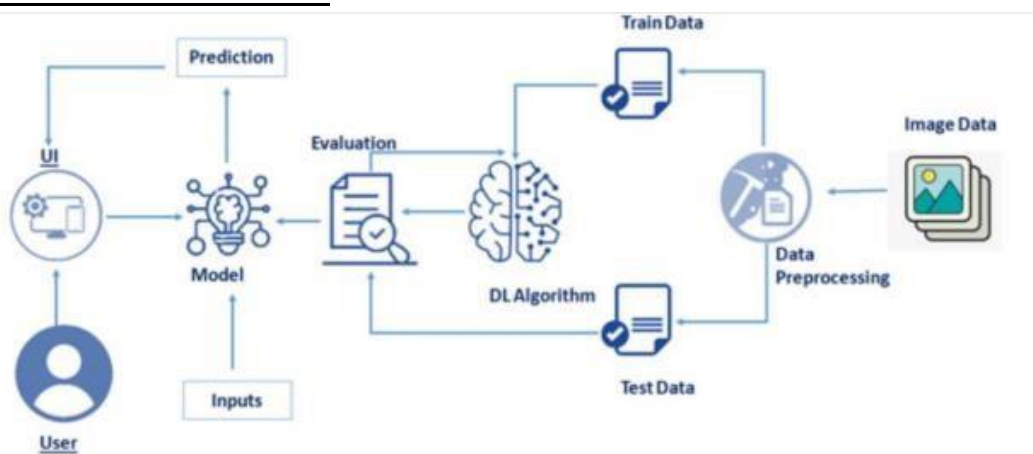 Train Data
Prediction
Image Data
Evaluation
UI
Data
Preprocessing
Model
DL Algorithm
Test Data
Inputs
User